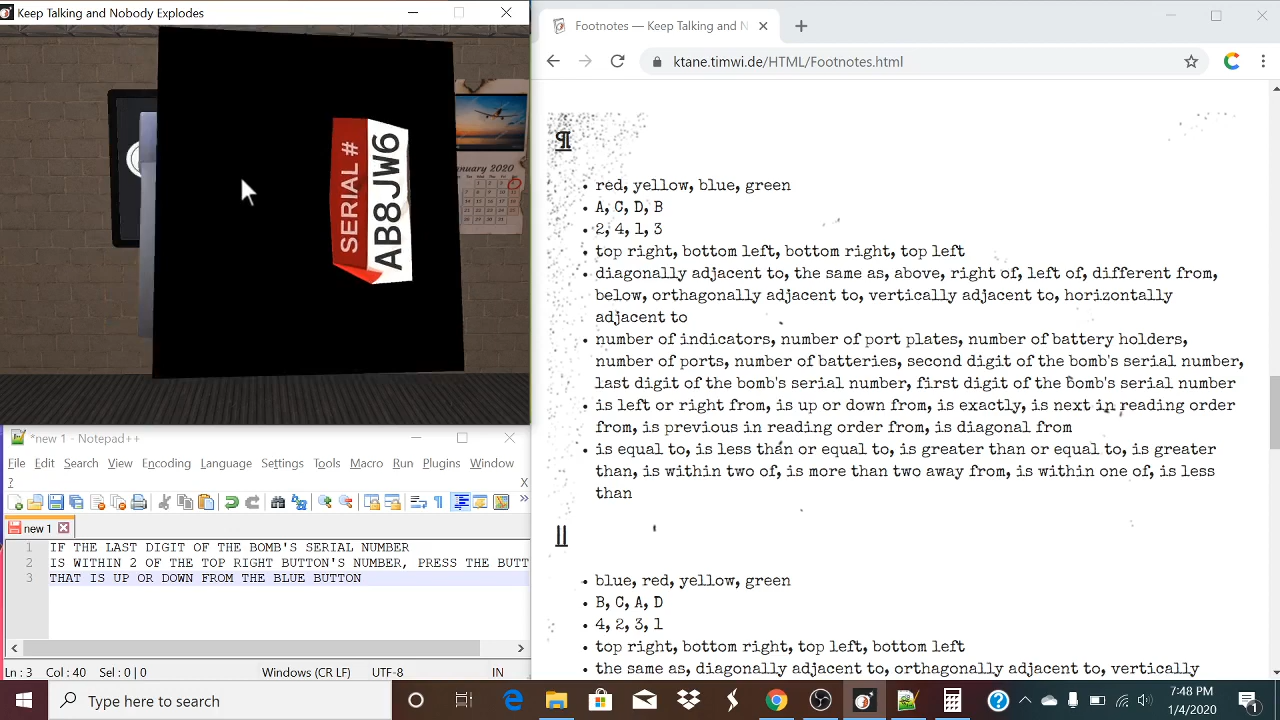 Keep Talking and Nobody Explodes
SERIAL #
AB8JW6
January 2020
Footnotes — Keep Talking and N
ktane.timwi.de/HTML/Footnotes.html
¶
• red, yellow, blue, green
• A, C, D, B
• 2, 4, 1, 3
• top right, bottom left, bottom right, top left
• diagonally adjacent to, the same as, above, right of, left of, different from,
below, orthagonally adjacent to, vertically adjacent to, horizontally
adjacent to
• number of indicators, number of port plates, number of battery holders,
number of ports, number of batteries, second digit of the bomb's serial number,
last digit of the bomb's serial number, first digit of the bomb's serial number
• is left or right from, is up or down from, is exactly, is next in reading order
from, is previous in reading order from, is diagonal from
• is equal to, is less than or equal to, is greater than or equal to, is greater
than, is within two of, is more than two away from, is within one of, is less
than
‖
• blue, red, yellow, green
• B, C, A, D
• 4, 2, 3, 1
• top right, bottom right, top left, bottom left
• the same as, diagonally adjacent to, orthagonally adjacent to, vertically
*new 1 - Notepad++
File Edit Search View Encoding Language Settings Tools Macro Run Plugins Window
? X
new 1
1 IF THE LAST DIGIT OF THE BOMB'S SERIAL NUMBER
2 IS WITHIN 2 OF THE TOP RIGHT BUTTON'S NUMBER, PRESS THE BUTT
3 THAT IS UP OR DOWN FROM THE BLUE BUTTON
Ln : 3 Col : 40 Sel : 0 | 0 Windows (CR LF) UTF-8 IN
Type here to search
7:48 PM
1/4/2020